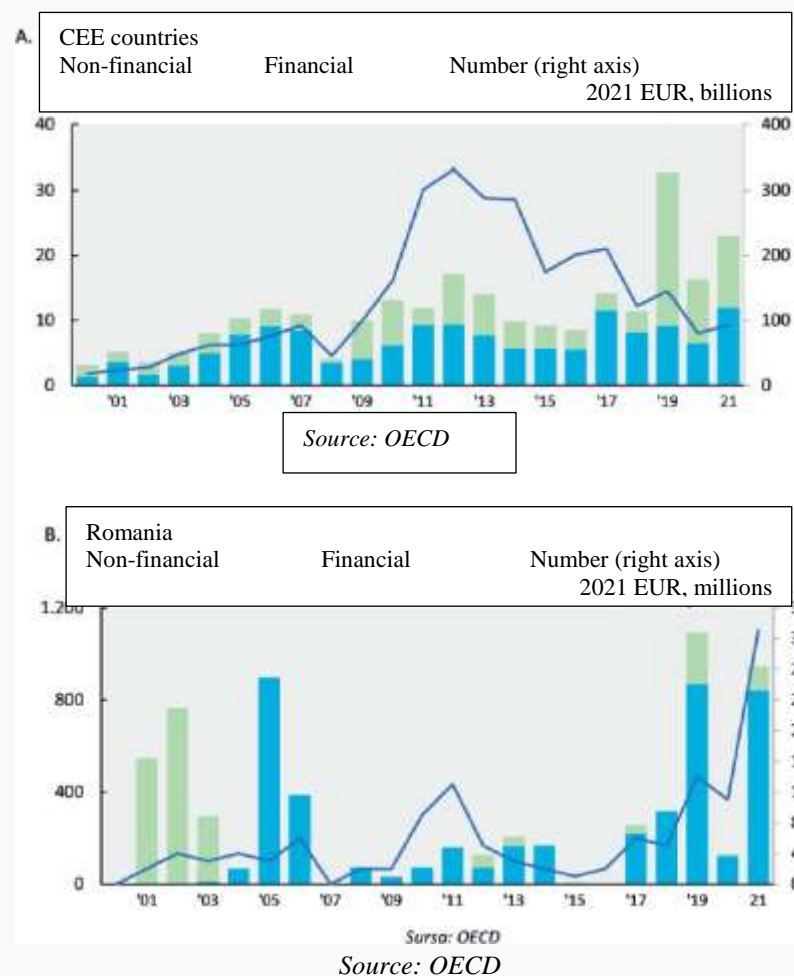 A.
CEE countries
Non-financial Financial Number (right axis)
2021 EUR, billions
40 400
30 300
20 200
10 100
0 0
'01 '03 '05 '07 '09 '11 '13 '15 '17 '19 21
Source: OECD
B.
Romania
Non-financial Financial Number (right axis)
2021 EUR, millions
1.200
800
400
0
'01 '03 '05 '07 '09 '11 '13 '15 '17 '19 21
Sursa: OECD
Source: OECD